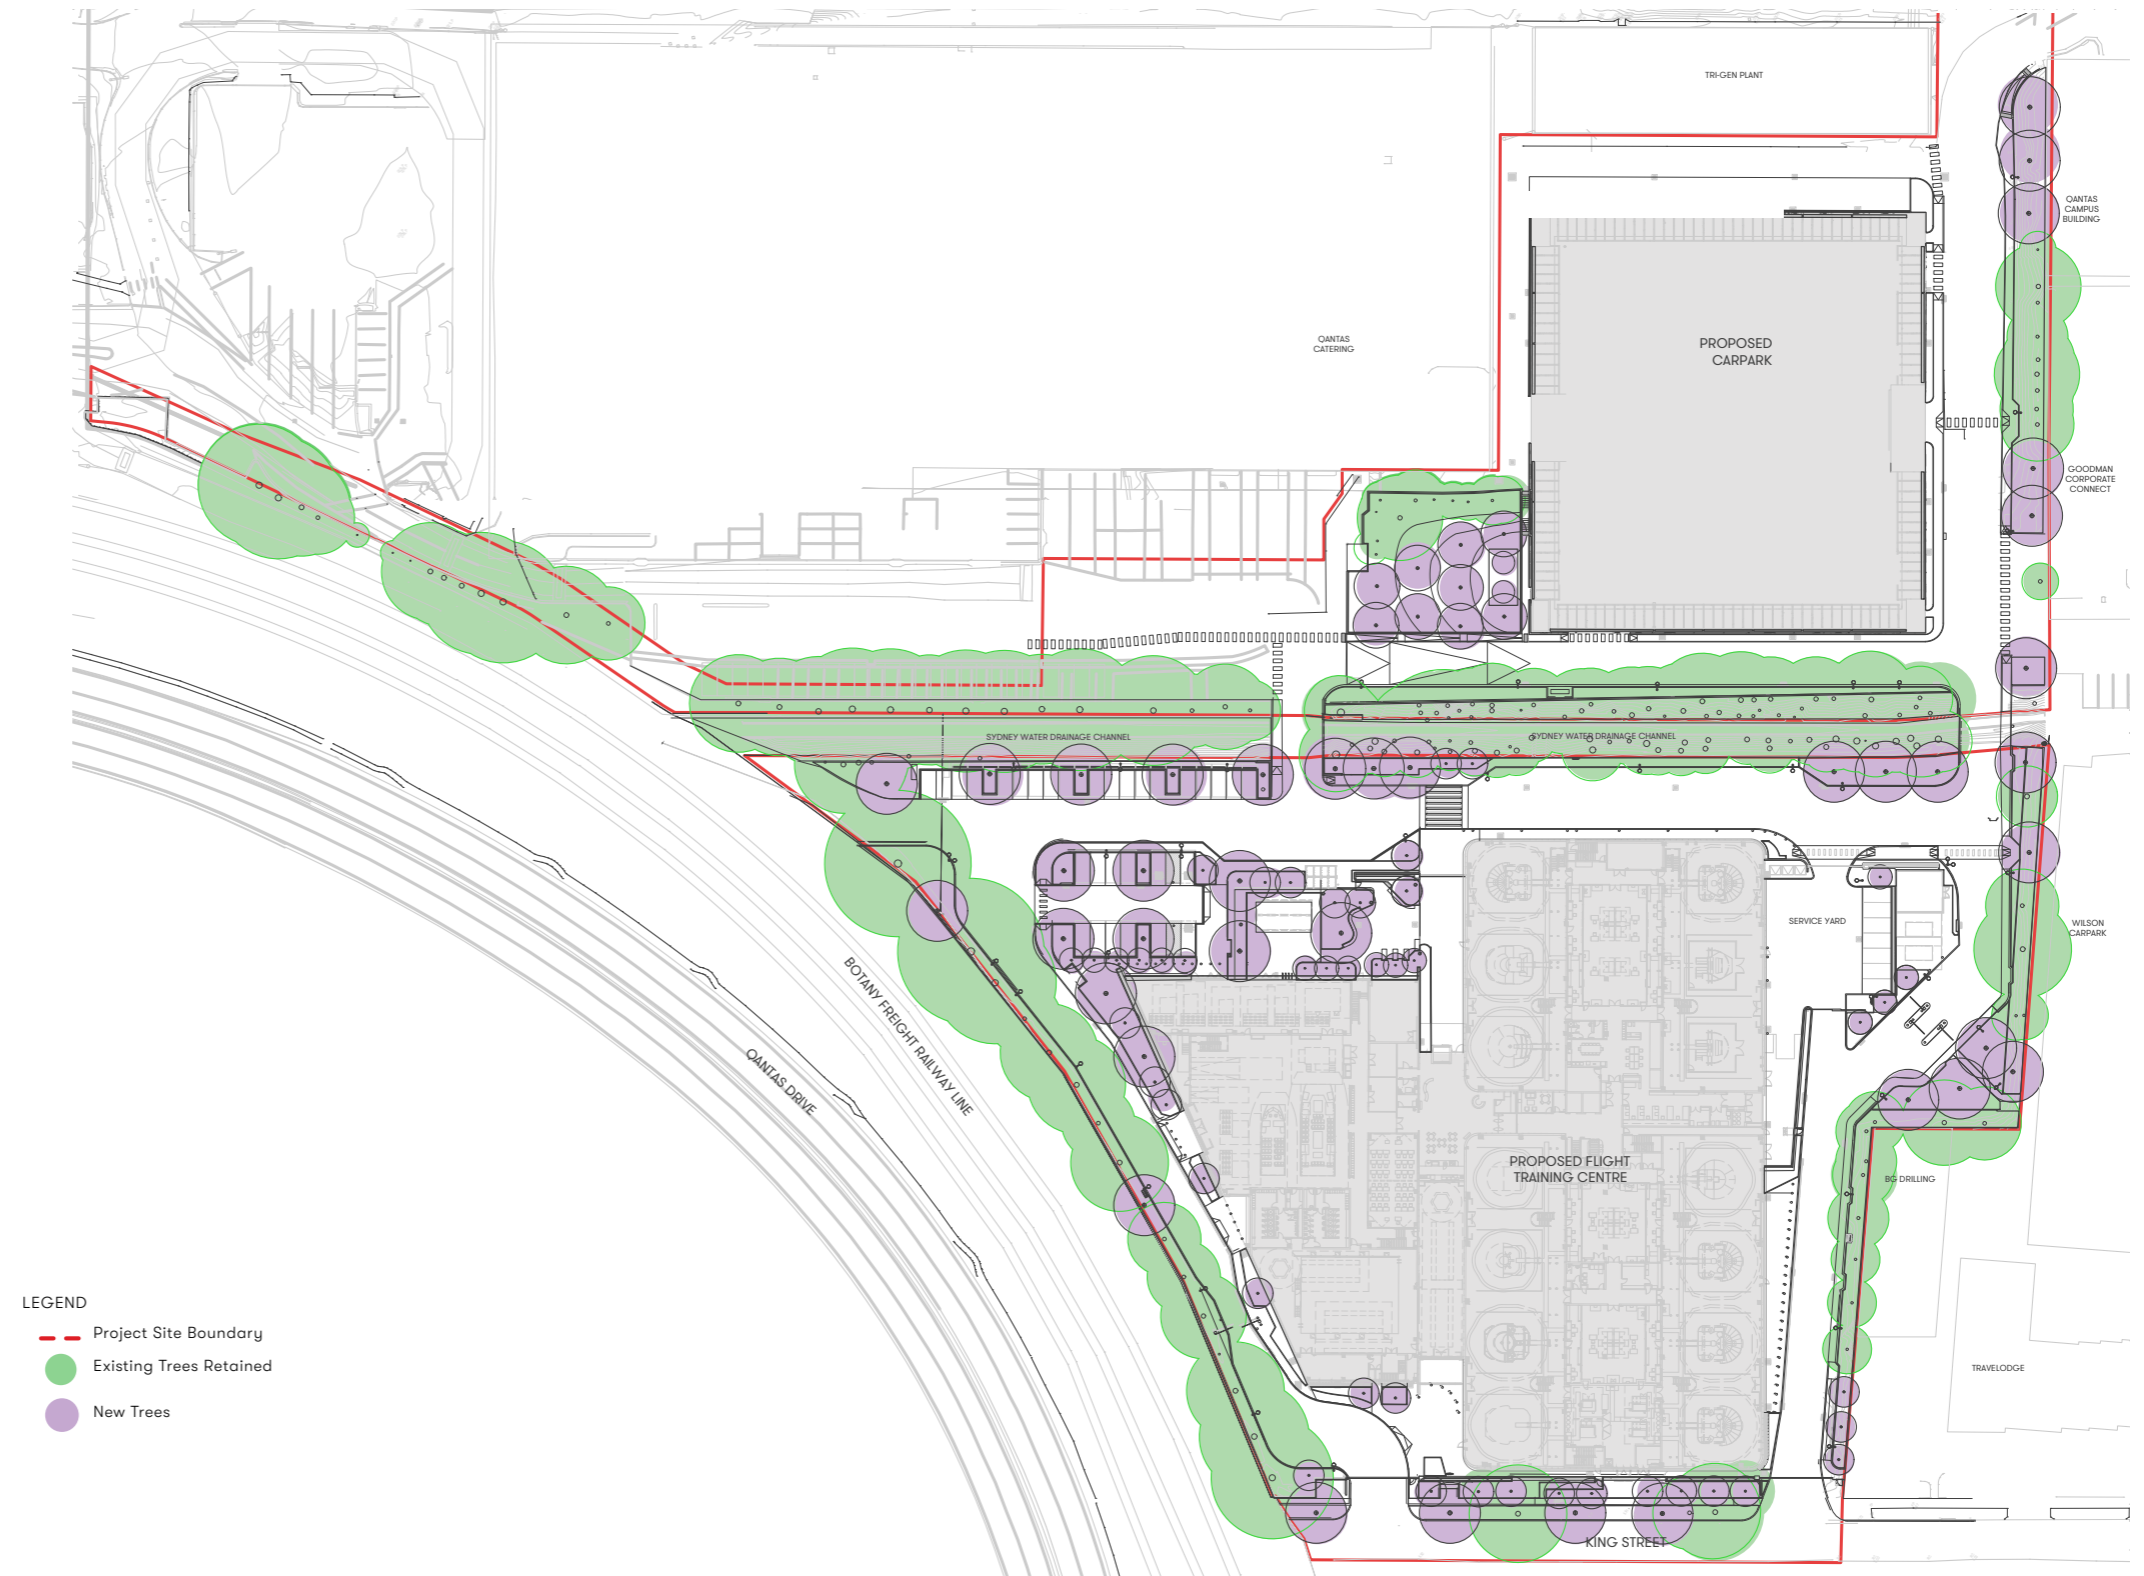 TRI-GEN PLANT
QANTAS
CAMPUS
BUILDING
QANTAS
CATERING
PROPOSED
CARPARK
GOODMAN
CORPORATE
CONNECT
SYDNEY WATER DRAINAGE CHANNEL
SYDNEY WATER DRAINAGE CHANNEL
SERVICE YARD
WILSON
CARPARK
BOTANY FREIGHT RAILWAY LINE
QANTAS DRIVE
PROPOSED FLIGHT
TRAINING CENTRE
BG DRILLING
TRAVELODGE
KING STREET
LEGEND
Project Site Boundary
Existing Trees Retained
New Trees